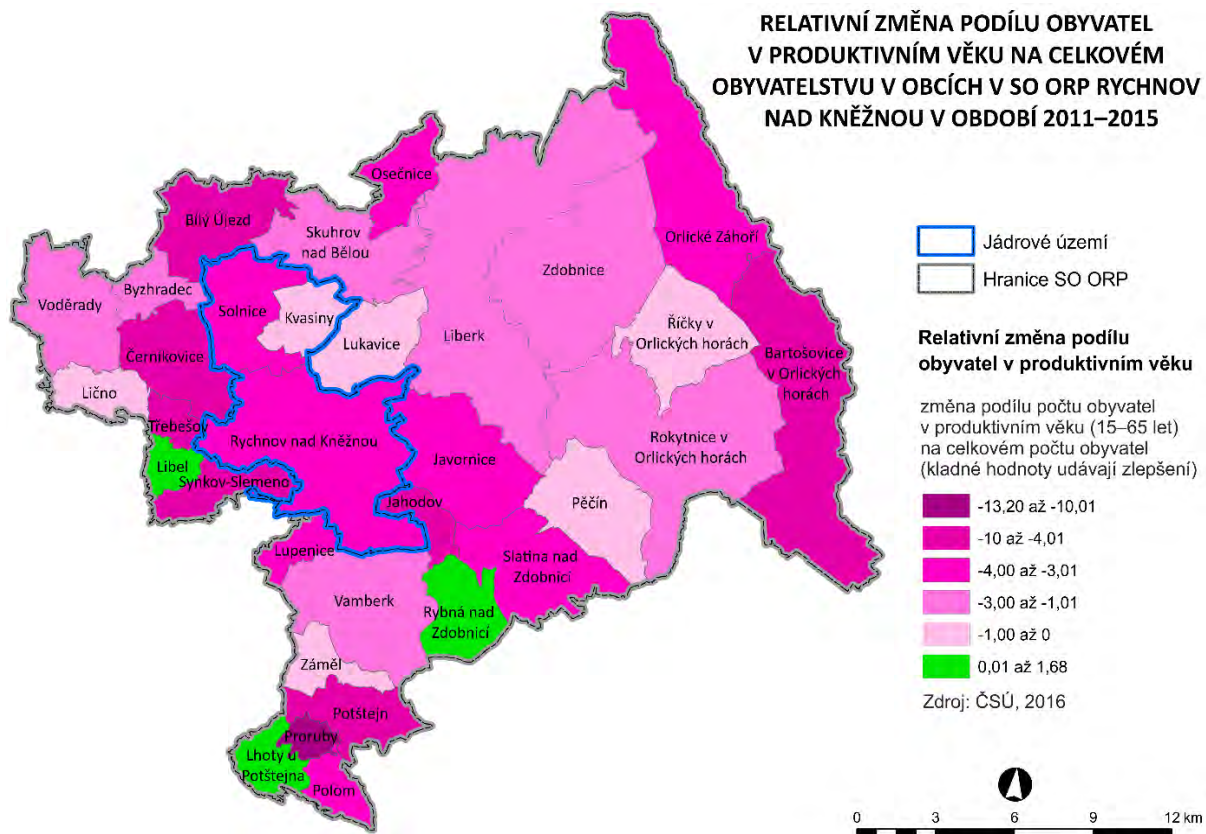 RELATIVNÍ ZMĚNA PODÍLU OBYVATEL
V PRODUKTIVNÍM VĚKU NA CELKOVÉM
OBYVATELSTVU V OBCÍCH V SO ORP RYCHNOV
NAD KNĚŽNOU V OBDOBÍ 2011–2015
Osečnice
Bílý Újezd
Skuhrov
nad Bělou
Orlické Záhoří
Zdobnice
Byzhradec
Voděrady
Solnice
Kvasiny
Lukavice
Liberk
Říčky v
Orlických horách
Černíkovice
Bartošovice
v Orlických
horách
Lično
Třebešov
Rychnov nad Kněžnou
Javornice
Rokytnice v
Orlických horách
Libel
Synkov-Slemeno
Jahodov
Pěčín
Lupenice
Slatina nad
Zdobnicí
Vamberk
Rybná nad
Zdobnicí
Záměl
Potštejn
Proruby
Lhoty u
Potštejna
Polom
Jádrové území
Hranice SO ORP
Relativní změna podílu
obyvatel v produktivním věku
změna podílu počtu obyvatel
v produktivním věku (15–65 let)
na celkovém počtu obyvatel
(kladné hodnoty udávají zlepšení)
-13,20 až -10,01
-10 až -4,01
-4,00 až -3,01
-3,00 až -1,01
-1,00 až 0
0,01 až 1,68
Zdroj: ČSÚ, 2016
0 3 6 9 12 km